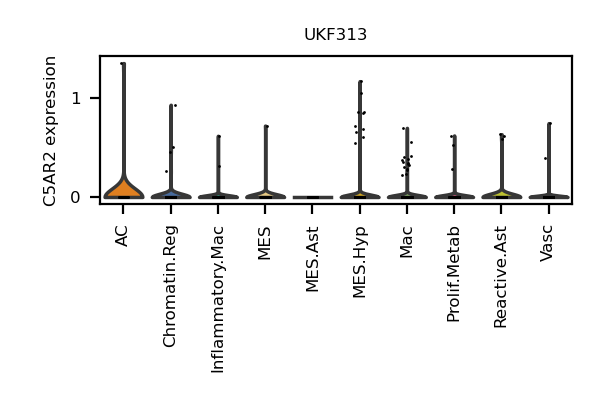 UKF313
C5AR2 expression
1
0
AC
Chromatin.Reg
Inflammatory.Mac
MES
MES.Ast
MES.Hyp
Mac
Prolif.Metab
Reactive.Ast
Vasc